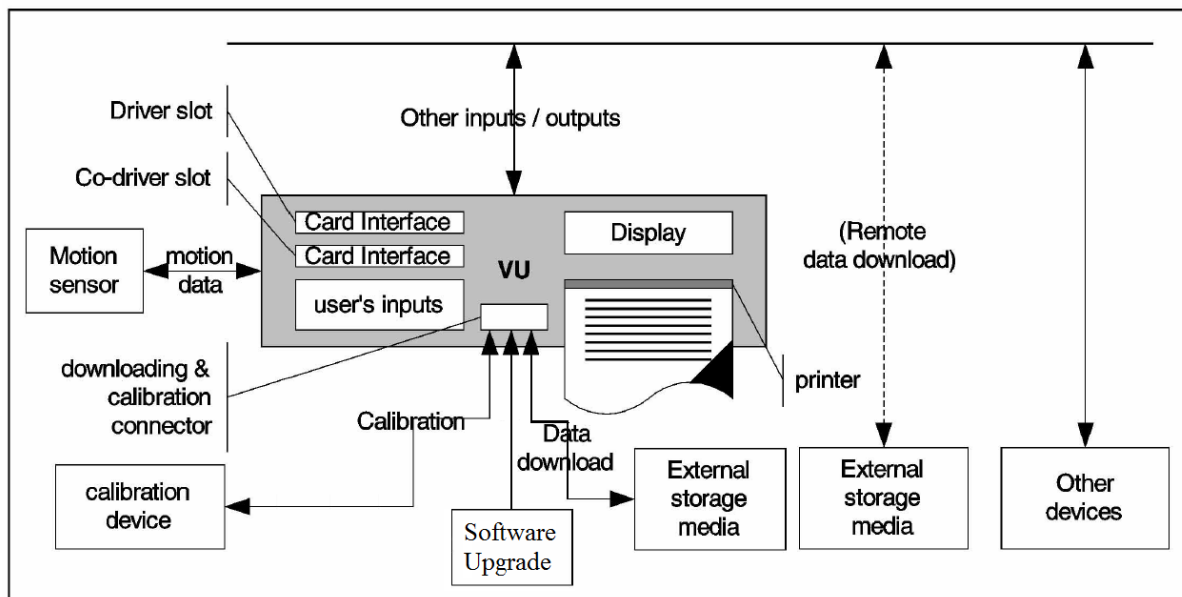 Driver slot
Other inputs / outputs
Co-driver slot
Card Interface
Card Interface
Display
(Remote
data download)
Motion
sensor
motion
data
VU
user's inputs
downloading &
calibration
connector
printer
Calibration
Data
download
calibration
device
Software
Upgrade
External
storage
media
External
storage
media
Other
devices